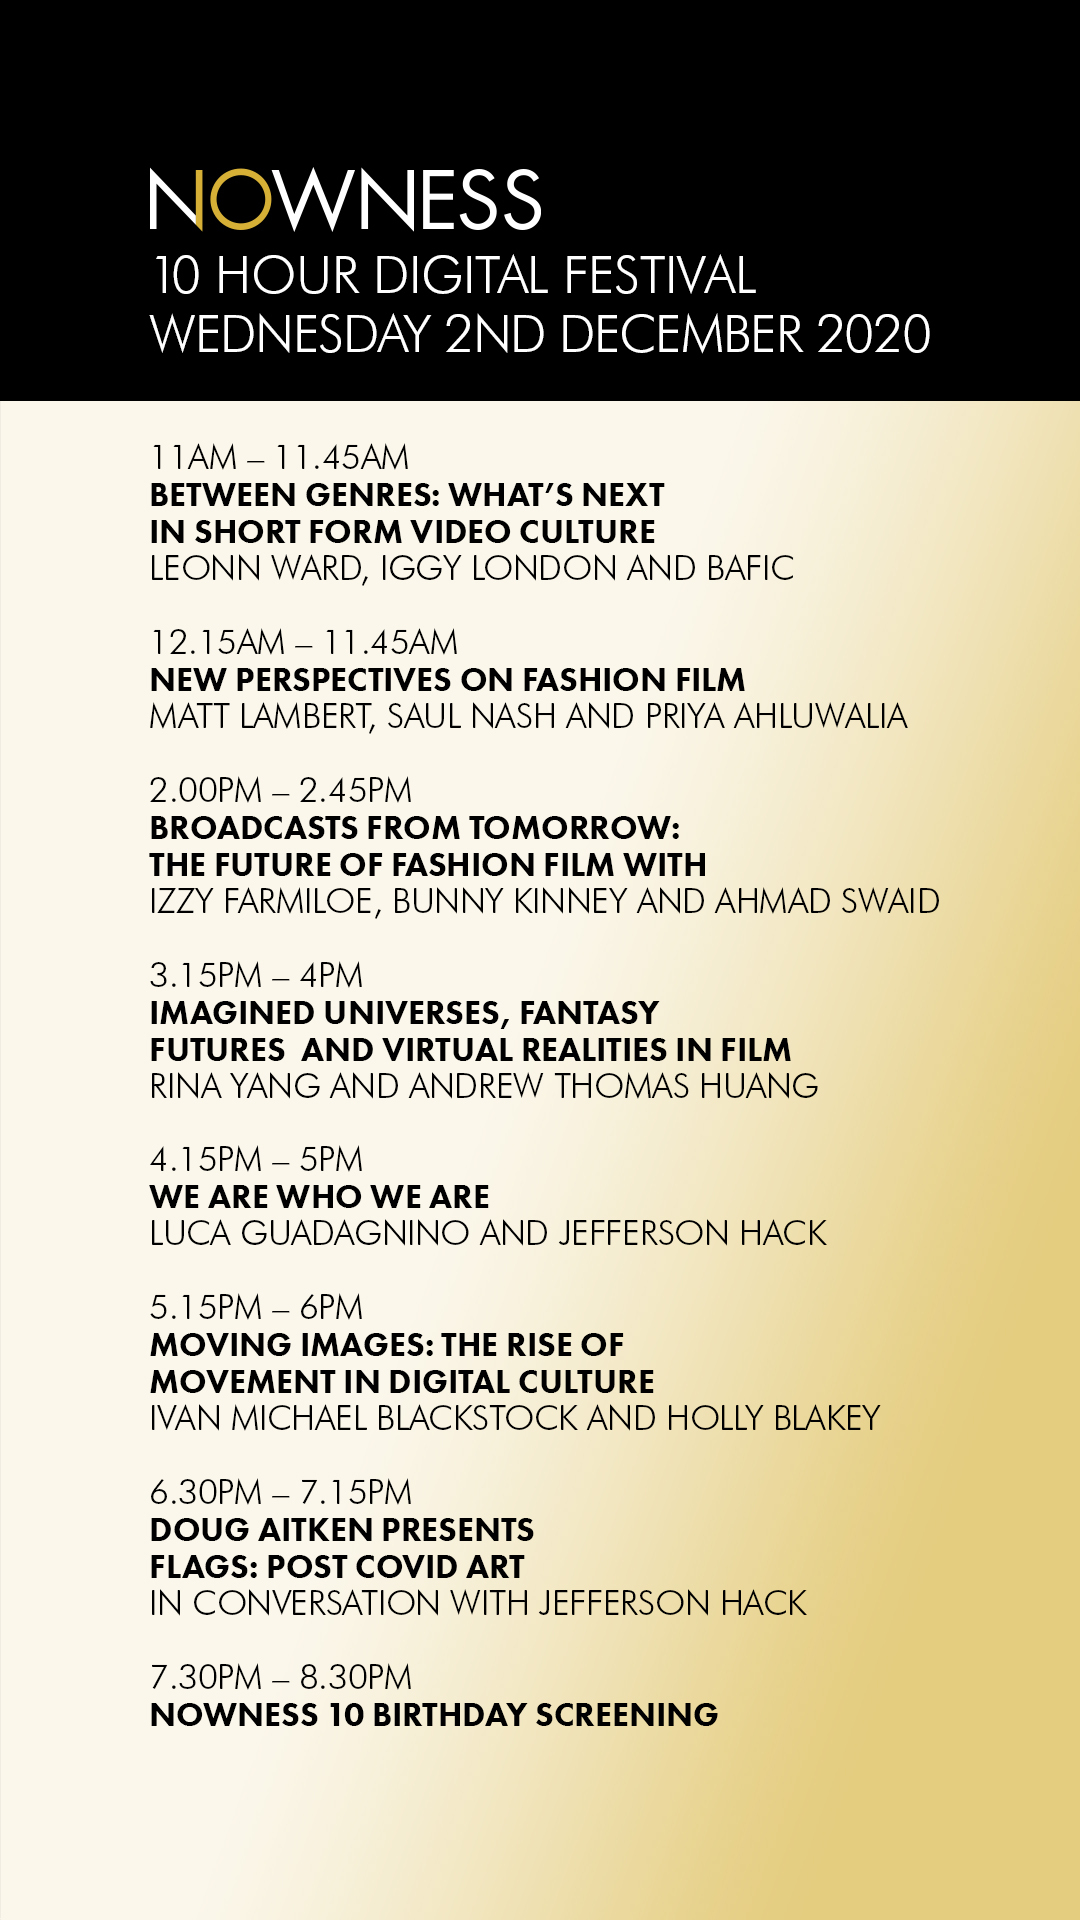 NOWNESS
10 HOUR DIGITAL FESTIVAL
WEDNESDAY 2ND DECEMBER 2020
11AM – 11.45AM
BETWEEN GENRES: WHAT’S NEXT
IN SHORT FORM VIDEO CULTURE
LEONN WARD, IGGY LONDON AND BAFIC
12.15AM – 11.45AM
NEW PERSPECTIVES ON FASHION FILM
MATT LAMBERT, SAUL NASH AND PRIYA AHLUWALIA
2.00PM – 2.45PM
BROADCASTS FROM TOMORROW:
THE FUTURE OF FASHION FILM WITH
IZZY FARMILOE, BUNNY KINNEY AND AHMAD SWAID
3.15PM – 4PM
IMAGINED UNIVERSES, FANTASY
FUTURES  AND VIRTUAL REALITIES IN FILM
RINA YANG AND ANDREW THOMAS HUANG
4.15PM – 5PM
WE ARE WHO WE ARE
LUCA GUADAGNINO AND JEFFERSON HACK
5.15PM – 6PM
MOVING IMAGES: THE RISE OF
MOVEMENT IN DIGITAL CULTURE
IVAN MICHAEL BLACKSTOCK AND HOLLY BLAKEY
6.30PM – 7.15PM
DOUG AITKEN PRESENTS
FLAGS: POST COVID ART
IN CONVERSATION WITH JEFFERSON HACK
7.30PM – 8.30PM
NOWNESS 10 BIRTHDAY SCREENING